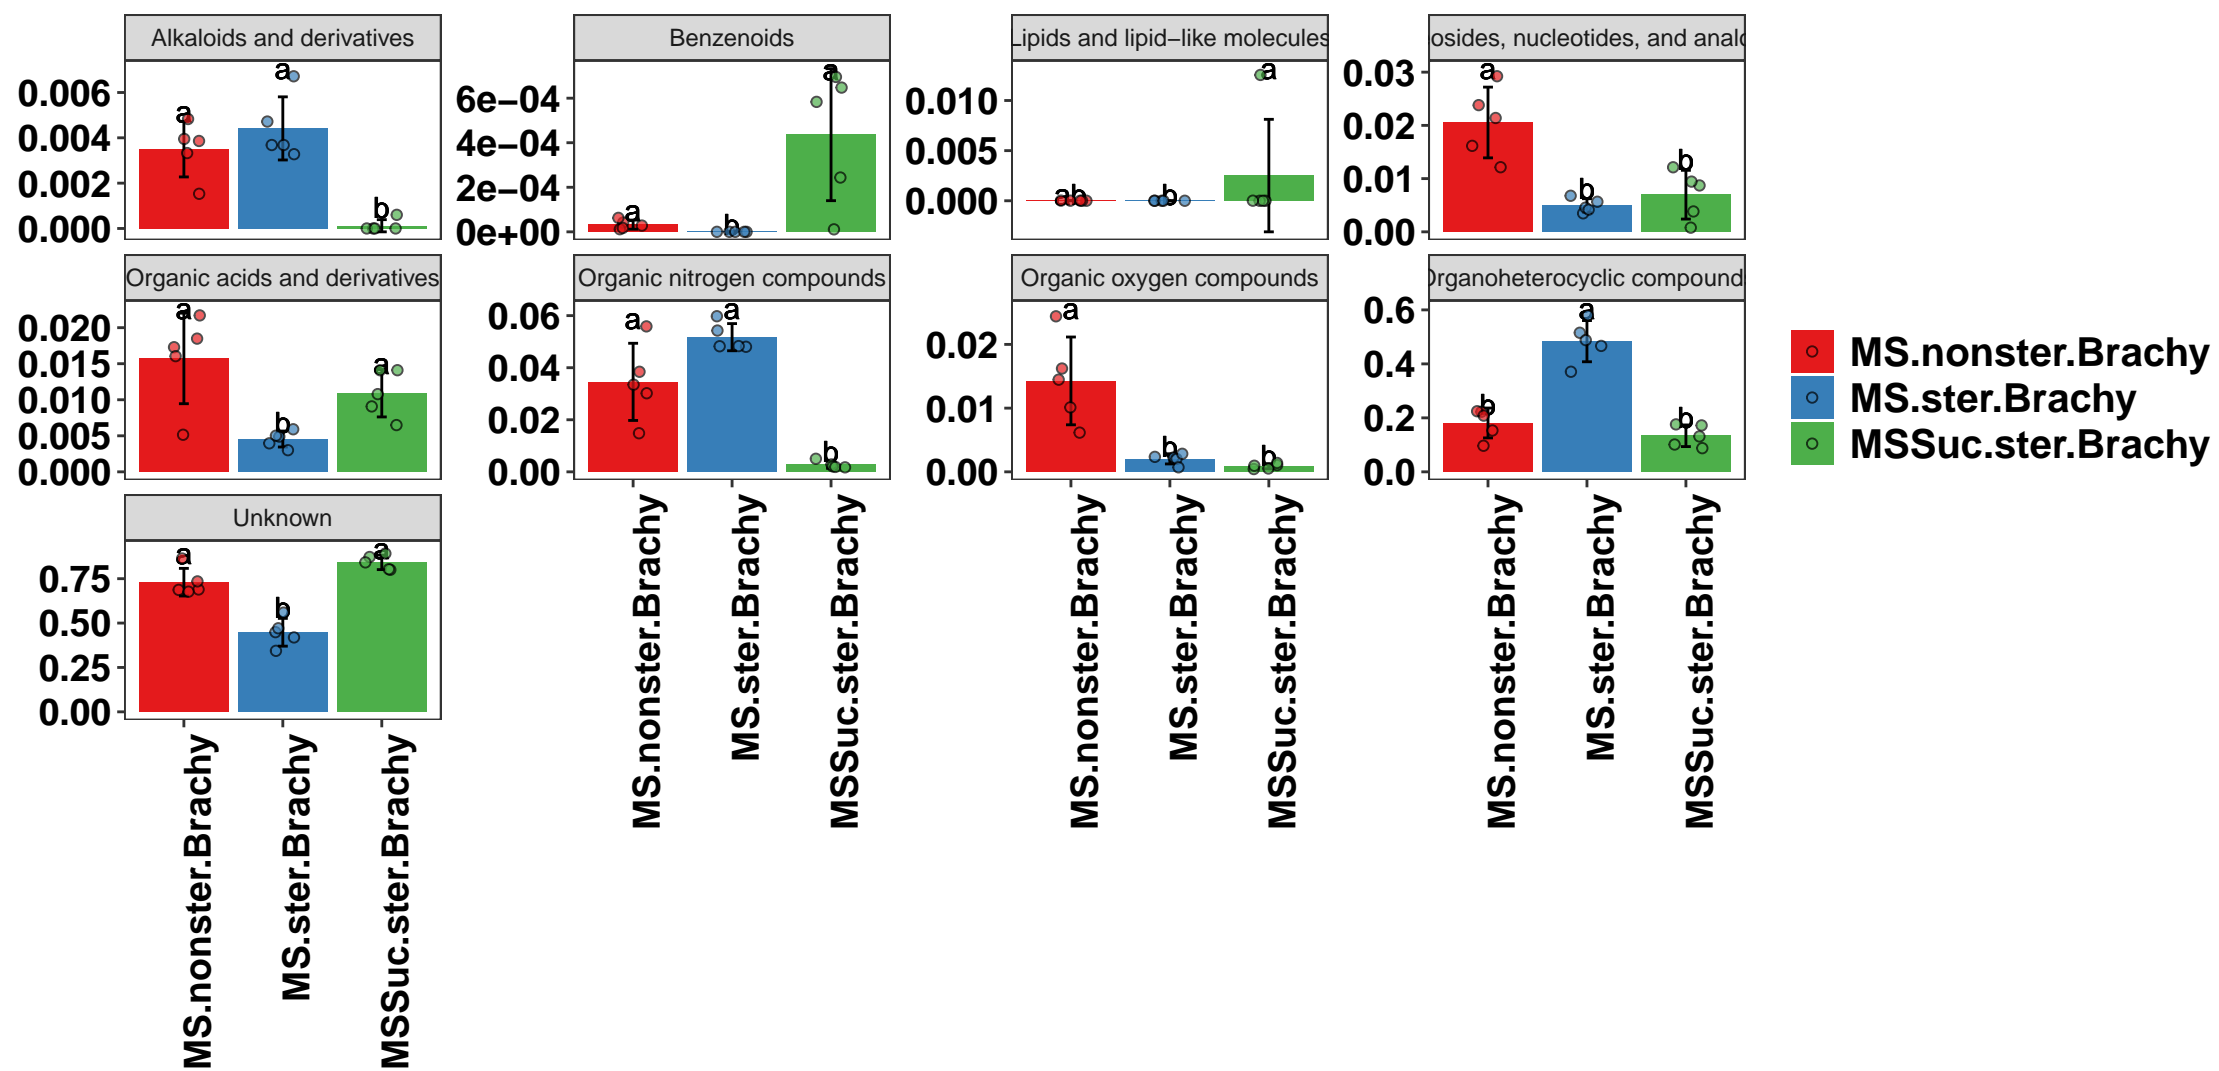 Alkaloids and derivatives
Benzenoids
Lipids and lipid−like molecules
osides, nucleotides, and analo
0.006
0.004
0.002
0.000
a
a
b
6e−04
4e−04
2e−04
0e+00
a
b
a
0.010
0.005
0.000
ab
b
a
0.03
0.02
0.01
0.00
a
b
b
Organic acids and derivatives
Organic nitrogen compounds
Organic oxygen compounds
Organoheterocyclic compounds
0.020
0.015
0.010
0.005
0.000
a
b
a
0.06
0.04
0.02
0.00
a
a
b
0.02
0.01
0.00
a
b
b
0.6
0.4
0.2
0.0
b
a
b
Unknown
0.75
0.50
0.25
0.00
a
b
a
MS.nonster.Brachy
MS.ster.Brachy
MSSuc.ster.Brachy
MS.nonster.Brachy
MS.ster.Brachy
MSSuc.ster.Brachy
MS.nonster.Brachy
MS.ster.Brachy
MSSuc.ster.Brachy
MS.nonster.Brachy
MS.ster.Brachy
MSSuc.ster.Brachy
MS.nonster.Brachy
MS.ster.Brachy
MSSuc.ster.Brachy